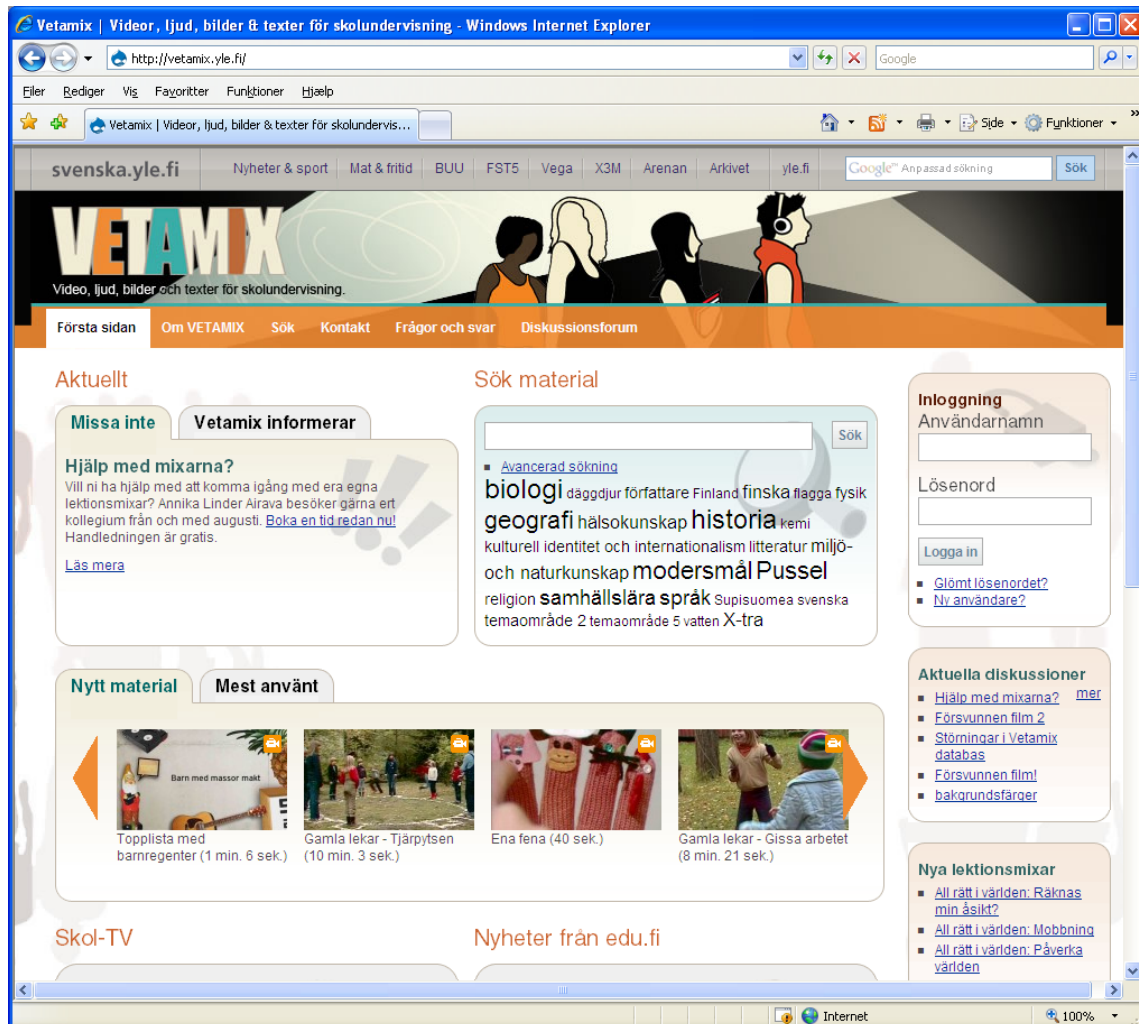 Vetamix | Videor, ljud, bilder & texter för skolundervisning - Windows Internet Explorer
http://vetamix.yle.fi/
Google
Filer Rediger Vis Favoritter Funktioner Hjælp
Vetamix | Videor, ljud, bilder & texter för skolundervis...
Side Funktioner
svenska.yle.fi Nyheter & sport Mat & fritid BUU FST5 Vega X3M Arenan Arkivet yle.fi Google™ Anpassad sökning Sök
VETAMIX
Video, ljud, bilder och texter för skolundervisning.
Första sidan Om VETAMIX Sök Kontakt Frågor och svar Diskussionsforum
Aktuellt
Missa inte Vetamix informerar
Hjälp med mixarna?
Vill ni ha hjälp med att komma igång med era egna
lektionsmixar? Annika Linder Airava besöker gärna ert
kollegium från och med augusti. Boka en tid redan nu!
Handledningen är gratis.
Läs mera
Sök material
Sök
Avancerad sökning
biologi däggdjur författare Finland finska flagga fysik
geografi hälsokunskap historia kemi
kulturell identitet och internationalism litteratur miljö-
och naturkunskap modersmål Pussel
religion samhällslära språk Supisuomea svenska
temaområde 2 temaområde 5 vatten X-tra
Inloggning
Användarnamn
Lösenord
Logga in
Glömt lösenordet?
Ny användare?
Nytt material Mest använt
Barn med massor makt
Topplista med
barnregenter (1 min. 6 sek.)
Gamla lekar - Tjärpytsen
(10 min. 3 sek.)
Ena fena (40 sek.)
Gamla lekar - Gissa arbetet
(8 min. 21 sek.)
Aktuella diskussioner
Hjälp med mixarna? mer
Försvunnen film 2
Störningar i Vetamix
databas
Försvunnen film!
bakgrundsfärger
Nya lektionsmixar
All rätt i världen: Räknas
min åsikt?
All rätt i världen: Mobbning
All rätt i världen: Påverka
världen
Skol-TV
Nyheter från edu.fi
Internet 100%